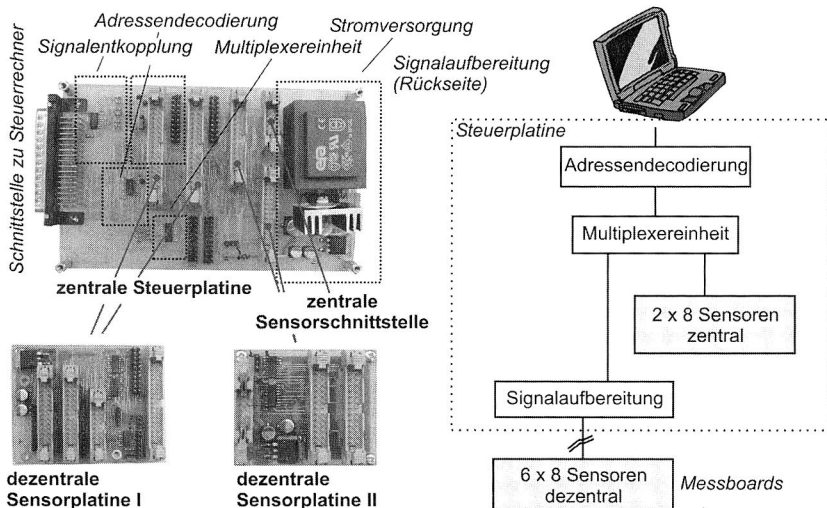 Adressendecodierung
Signalentkopplung
Multiplexereinheit
Stromversorgung
Signalaufbereitung
(Rückseite)
Schnittstelle zu Steuerrechner
zentrale Steuerplatine
zentrale
Sensorschnittstelle
dezentrale
Sensorplatine I
dezentrale
Sensorplatine II
Steuerplatine
Adressendecodierung
Multiplexereinheit
2 x 8 Sensoren
zentral
Signalaufbereitung
6 x 8 Sensoren
dezentral
Messboards